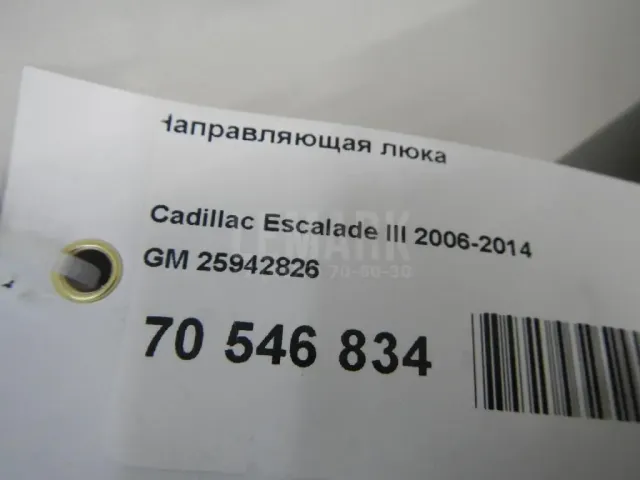 Направляющая люка
Cadillac Escalade III 2006-2014
GM 25942826
70 546 834